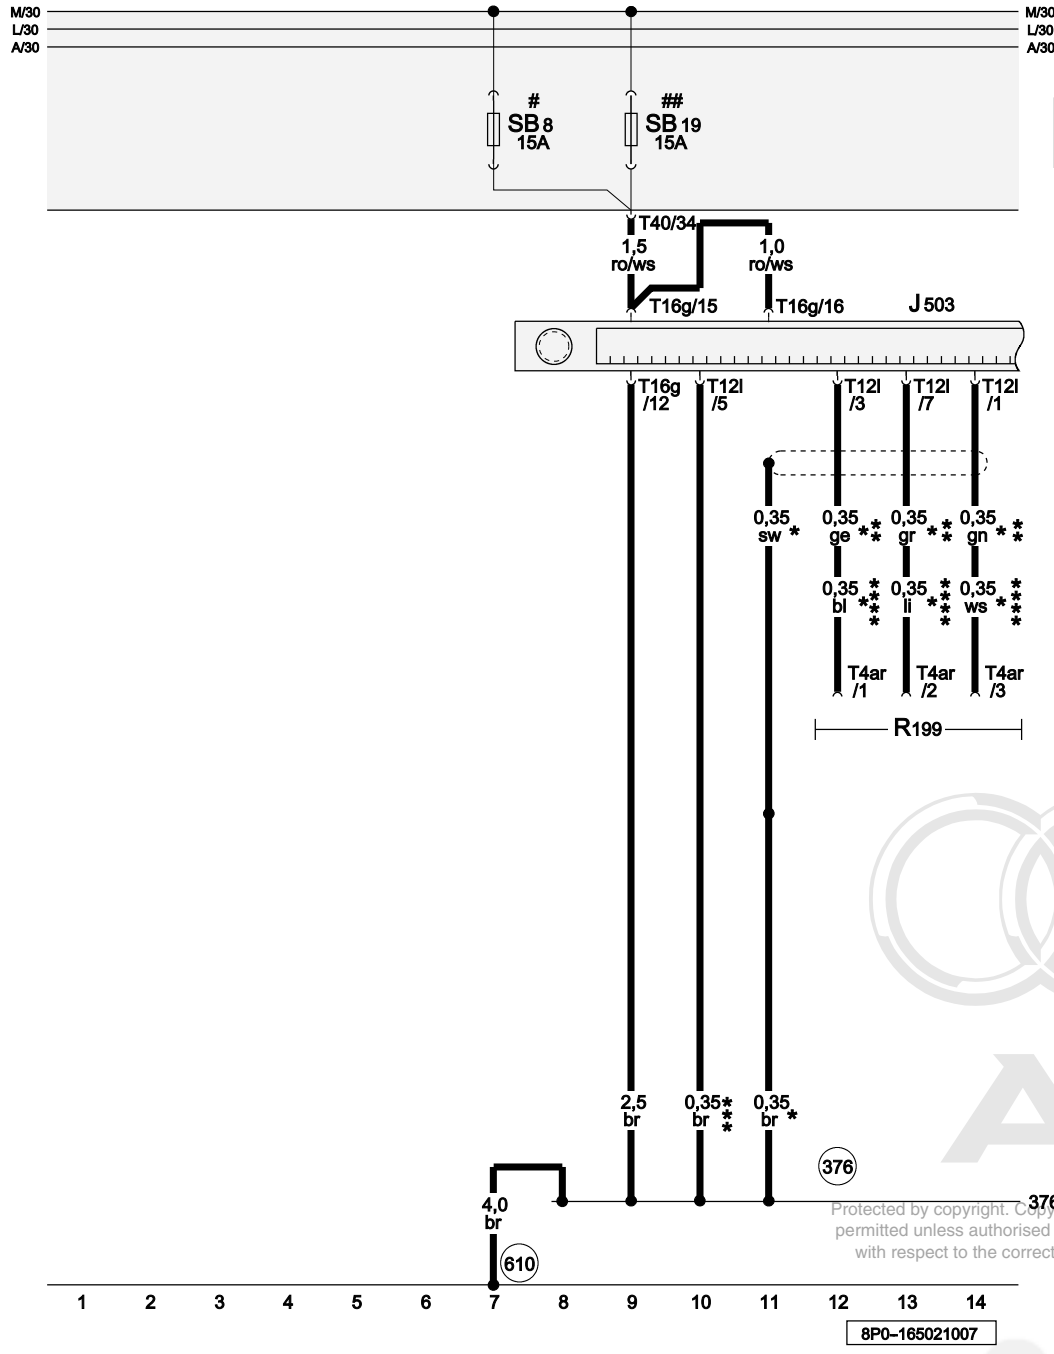 M/30 M/30
L/30 L/30
A/30 A/30
# ##
SB 8 SB 19
15A 15A
T40/34
1,5 1,0
ro/ws ro/ws
T16g/15 T16g/16 J 503
T16g T12l T12l T12l T12l
/12 /5 /3 /7 /1
0,35 0,35 0,35 0,35
sw * ge *** gr *** gn ***
0,35 0,35 0,35
bl ***** li ***** ws *****
T4ar T4ar T4ar
/1 /2 /3
R199
2,5 0,35 0,35
br br *** br *
376
4,0 376
br
Protected by copyright. Copy
permitted unless authorised
with respect to the correct
610
1 2 3 4 5 6 7 8 9 10 11 12 13 14
8P0-165021007